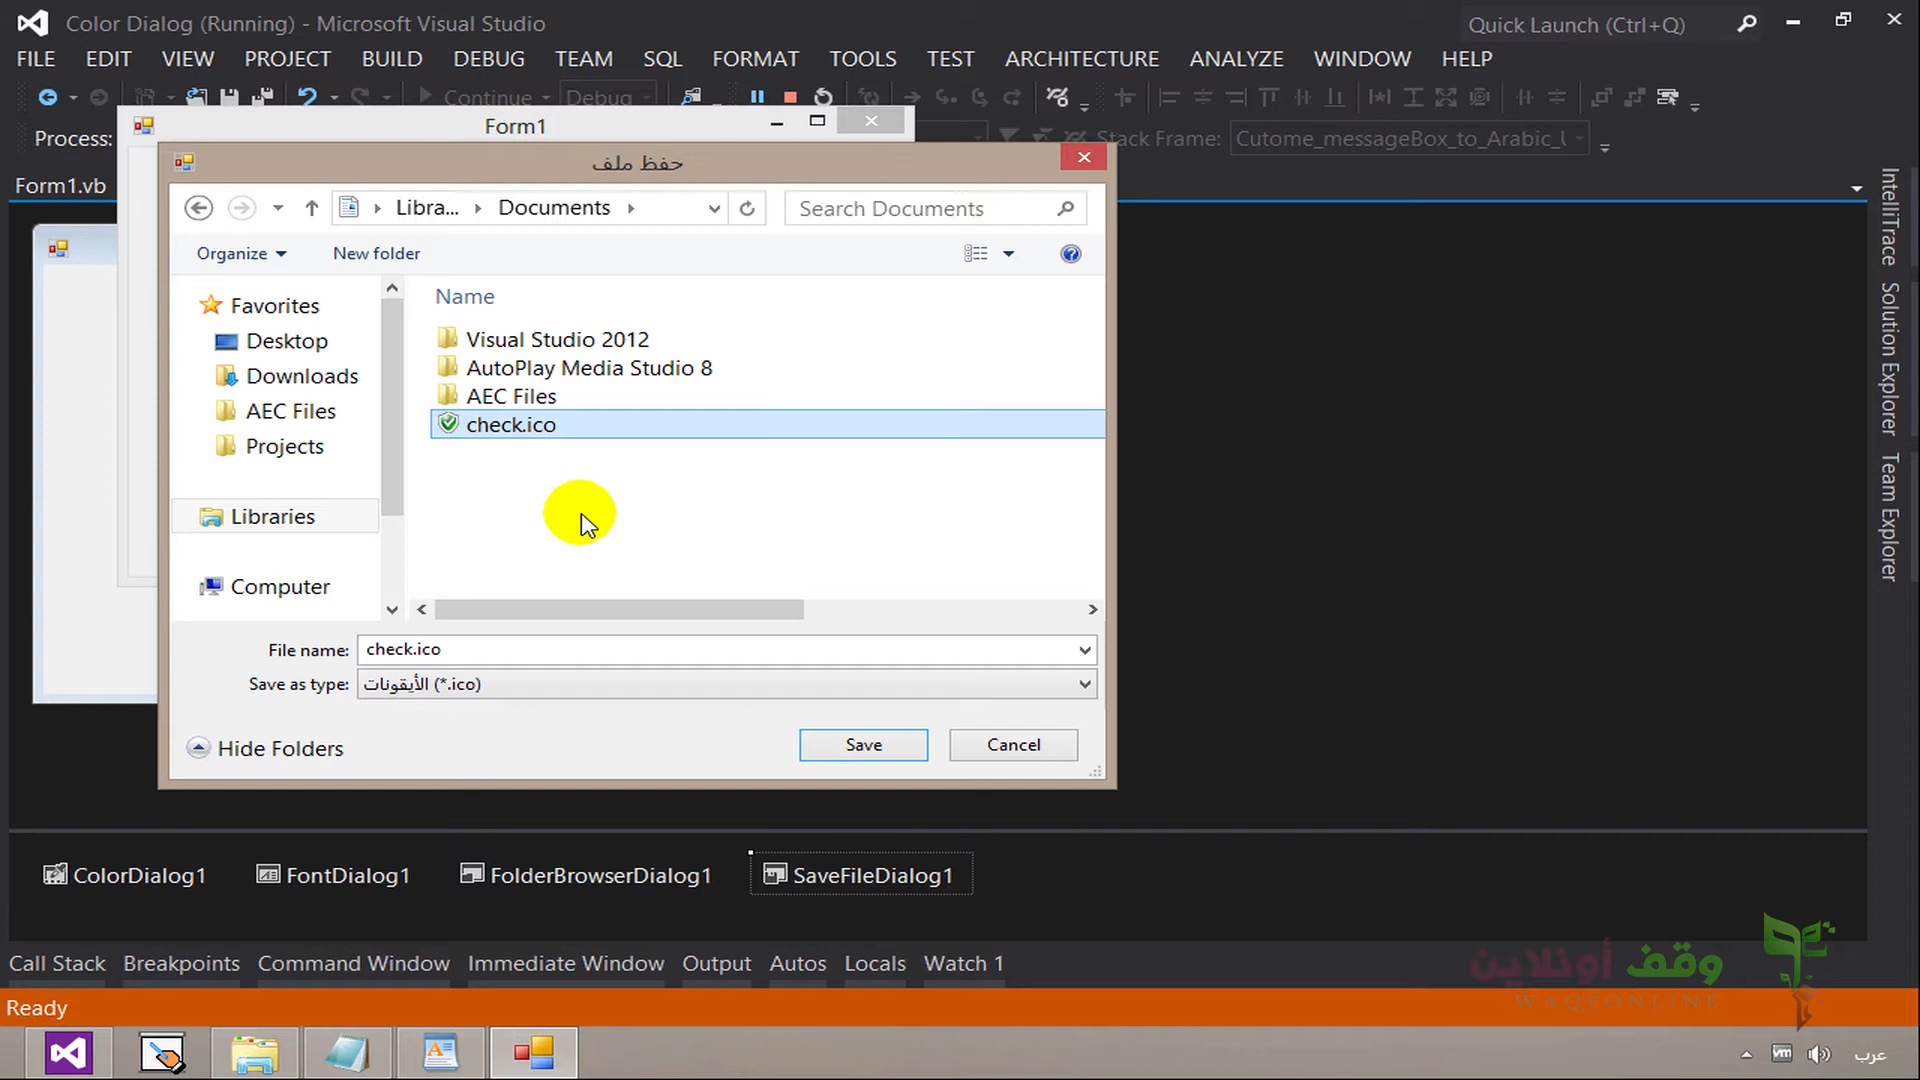 Color Dialog (Running) - Microsoft Visual Studio
Quick Launch (Ctrl+Q)
FILE EDIT VIEW PROJECT BUILD DEBUG TEAM SQL FORMAT TOOLS TEST ARCHITECTURE ANALYZE WINDOW HELP
Continue Debug
Process:
Form1
Stack Frame: Cutome_messageBox_to_Arabic_
حفظ ملف
Form1.vb
Libra... Documents
Search Documents
Organize New folder
Name
Favorites
Desktop
Downloads
AEC Files
Projects
Libraries
Computer
Visual Studio 2012
AutoPlay Media Studio 8
AEC Files
check.ico
File name: check.ico
Save as type: الأيقونات (*.ico)
Hide Folders Save Cancel
IntelliTrace
Solution Explorer
Team Explorer
ColorDialog1 FontDialog1 FolderBrowserDialog1 SaveFileDialog1
Call Stack Breakpoints Command Window Immediate Window Output Autos Locals Watch 1
وقف أونلاين
WAQFONLINE
Ready
عرب